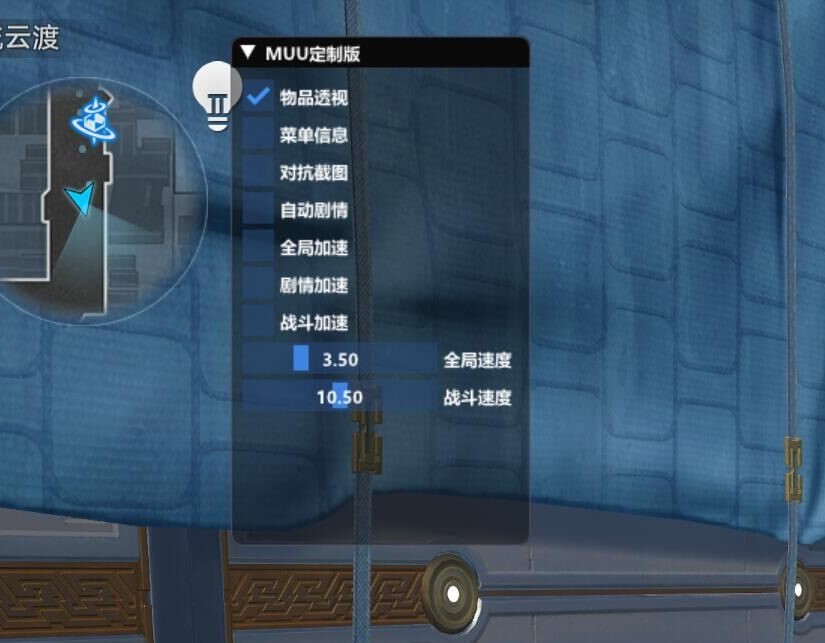 云渡
MUU定制版
物品透视
菜单信息
对抗截图
自动剧情
全局加速
剧情加速
战斗加速
3.50 全局速度
10.50 战斗速度